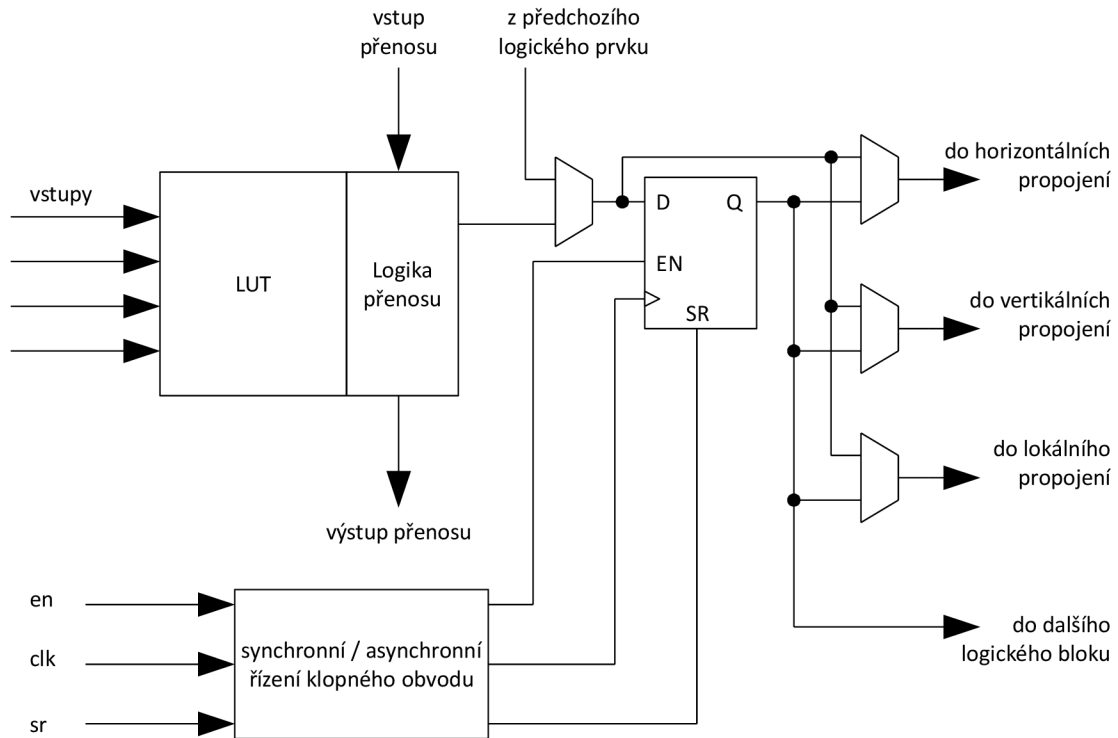 vstup
přenosu
z předchozího
logického prvku
do horizontálních
propojení
vstupy
D
Q
LUT
Logika
přenosu
EN
SR
do vertikálních
propojení
do lokálního
propojení
výstup přenosu
en
clk
sr
synchronní / asynchronní
řízení klopného obvodu
do dalšího
logického bloku